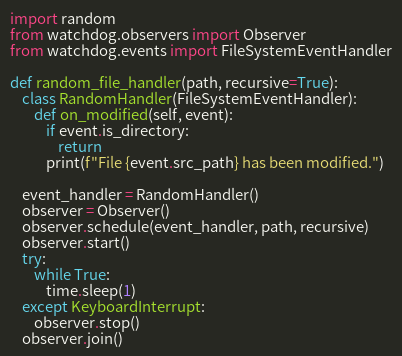 import random
from watchdog.observers import Observer
from watchdog.events import FileSystemEventHandler

def random_file_handler(path, recursive=True):
    class RandomHandler(FileSystemEventHandler):
        def on_modified(self, event):
            if event.is_directory:
                return
            print(f"File {event.src_path} has been modified.")

    event_handler = RandomHandler()
    observer = Observer()
    observer.schedule(event_handler, path, recursive)
    observer.start()
    try:
        while True:
            time.sleep(1)
    except KeyboardInterrupt:
        observer.stop()
    observer.join()